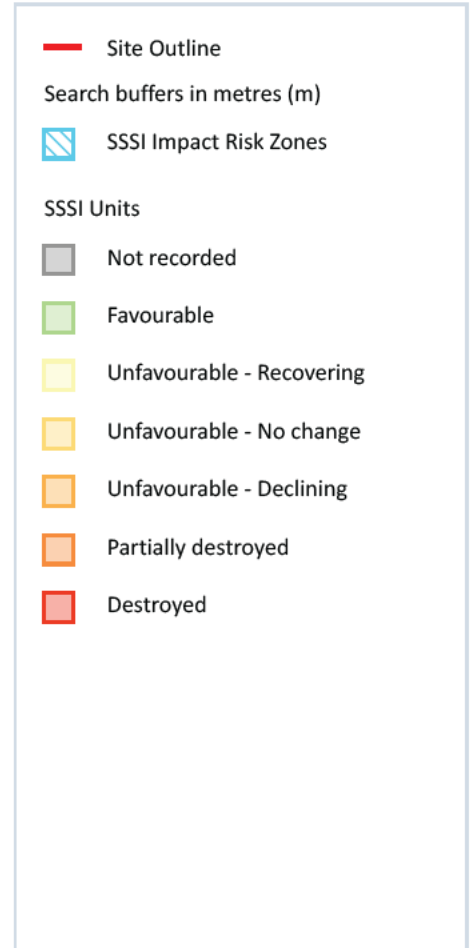 Site Outline
Search buffers in metres (m)
SSSI Impact Risk Zones
SSSI Units
Not recorded
Favourable
Unfavourable - Recovering
Unfavourable - No change
Unfavourable - Declining
Partially destroyed
Destroyed